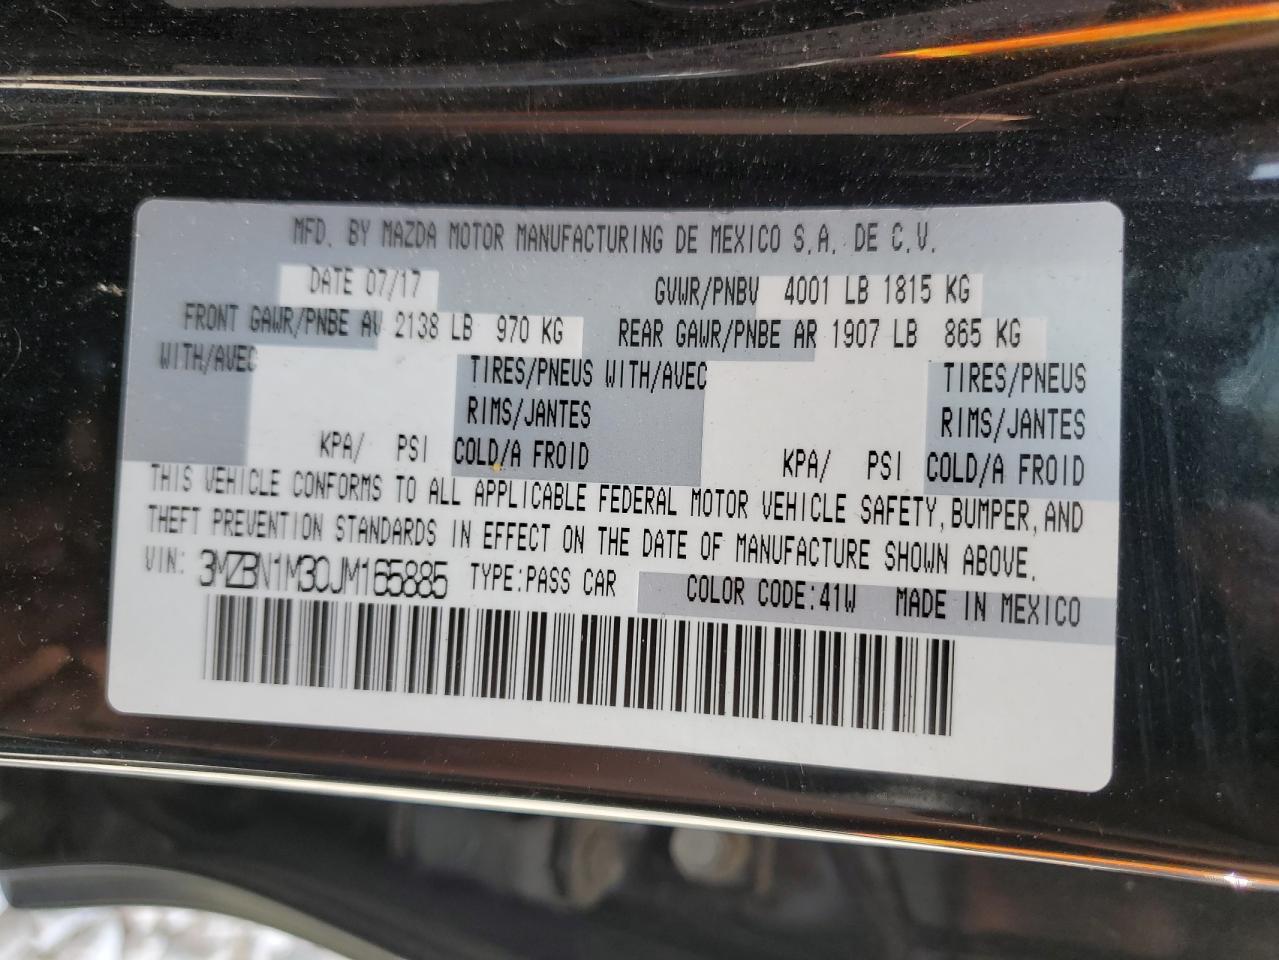 MFD. BY MAZDA MOTOR MANUFACTURING DE MEXICO S.A. DE C.V.
DATE 07/17 GVWR/PNBV 4001 LB 1815 KG
FRONT GAWR/PNBE AV 2138 LB 970 KG REAR GAWR/PNBE AR 1907 LB 865 KG
WITH/AVEC TIRES/PNEUS WITH/AVEC TIRES/PNEUS
RIMS/JANTES RIMS/JANTES
KPA/ PSI COLD/A FROID KPA/ PSI COLD/A FROID
THIS VEHICLE CONFORMS TO ALL APPLICABLE FEDERAL MOTOR VEHICLE SAFETY, BUMPER, AND
THEFT PREVENTION STANDARDS IN EFFECT ON THE DATE OF MANUFACTURE SHOWN ABOVE.
VIN: 3MZBN1M30JM165885 TYPE:PASS CAR COLOR CODE:41W MADE IN MEXICO